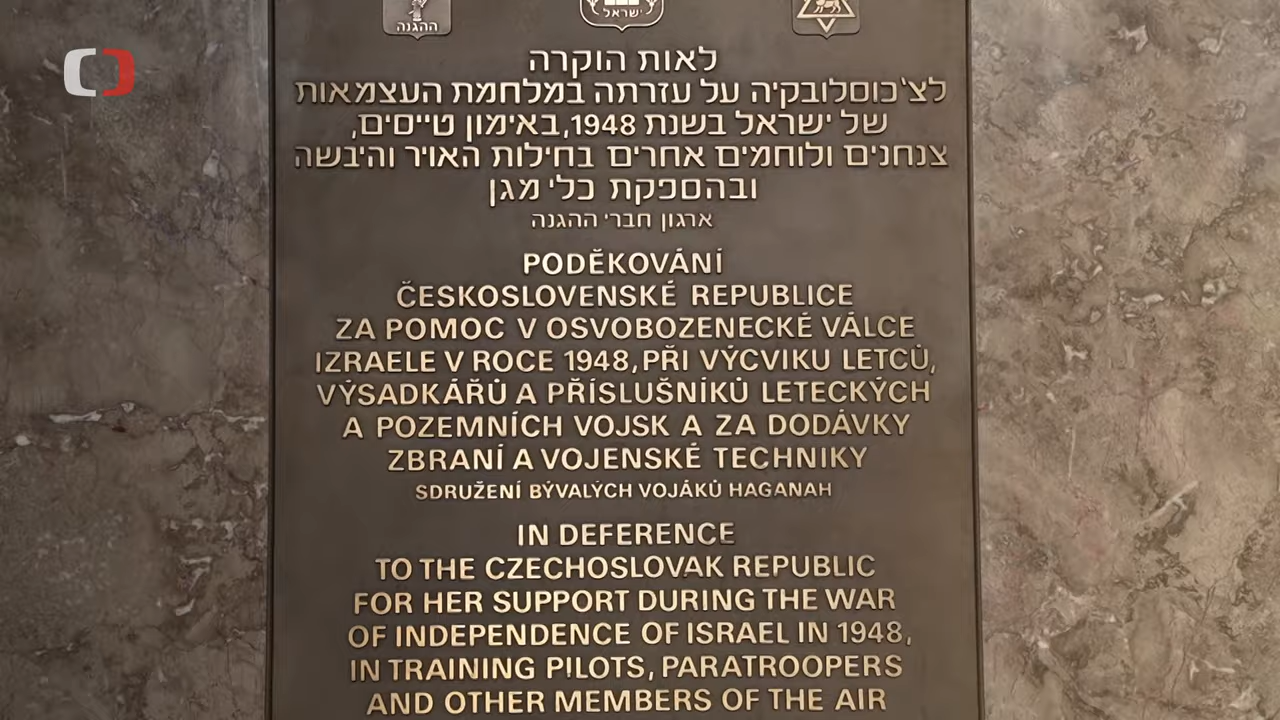 ההגנה
ישראל
לאות הוקרה
לצ'כוסלובקיה על עזרתה במלחמת העצמאות
של ישראל בשנת 1948, באימון טייסים,
צנחנים ולוחמים אחרים בחילות האויר והיבשה
ובהספקת כלי מגן
ארגון חברי ההגנה
PODĚKOVÁNÍ
ČESKOSLOVENSKÉ REPUBLICE
ZA POMOC V OSVOBOZENECKÉ VÁLCE
IZRAELE V ROCE 1948, PŘI VÝCVIKU LETCŮ,
VÝSADKÁŘŮ A PŘÍSLUŠNÍKŮ LETECKÝCH
A POZEMNÍCH VOJSK A ZA DODÁVKY
ZBRANÍ A VOJENSKÉ TECHNIKY
SDRUŽENÍ BÝVALÝCH VOJÁKŮ HAGANAH
IN DEFERENCE
TO THE CZECHOSLOVAK REPUBLIC
FOR HER SUPPORT DURING THE WAR
OF INDEPENDENCE OF ISRAEL IN 1948,
IN TRAINING PILOTS, PARATROOPERS
AND OTHER MEMBERS OF THE AIR